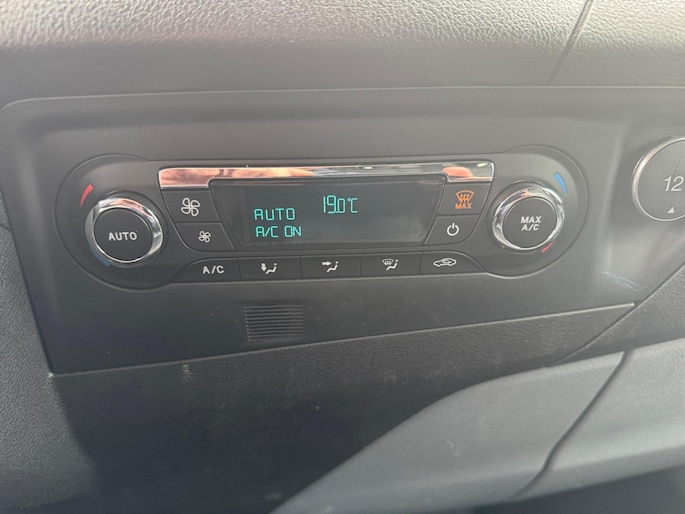 19.0°C
AUTO
A/C ON
AUTO
MAX
MAX
A/C
A/C
12